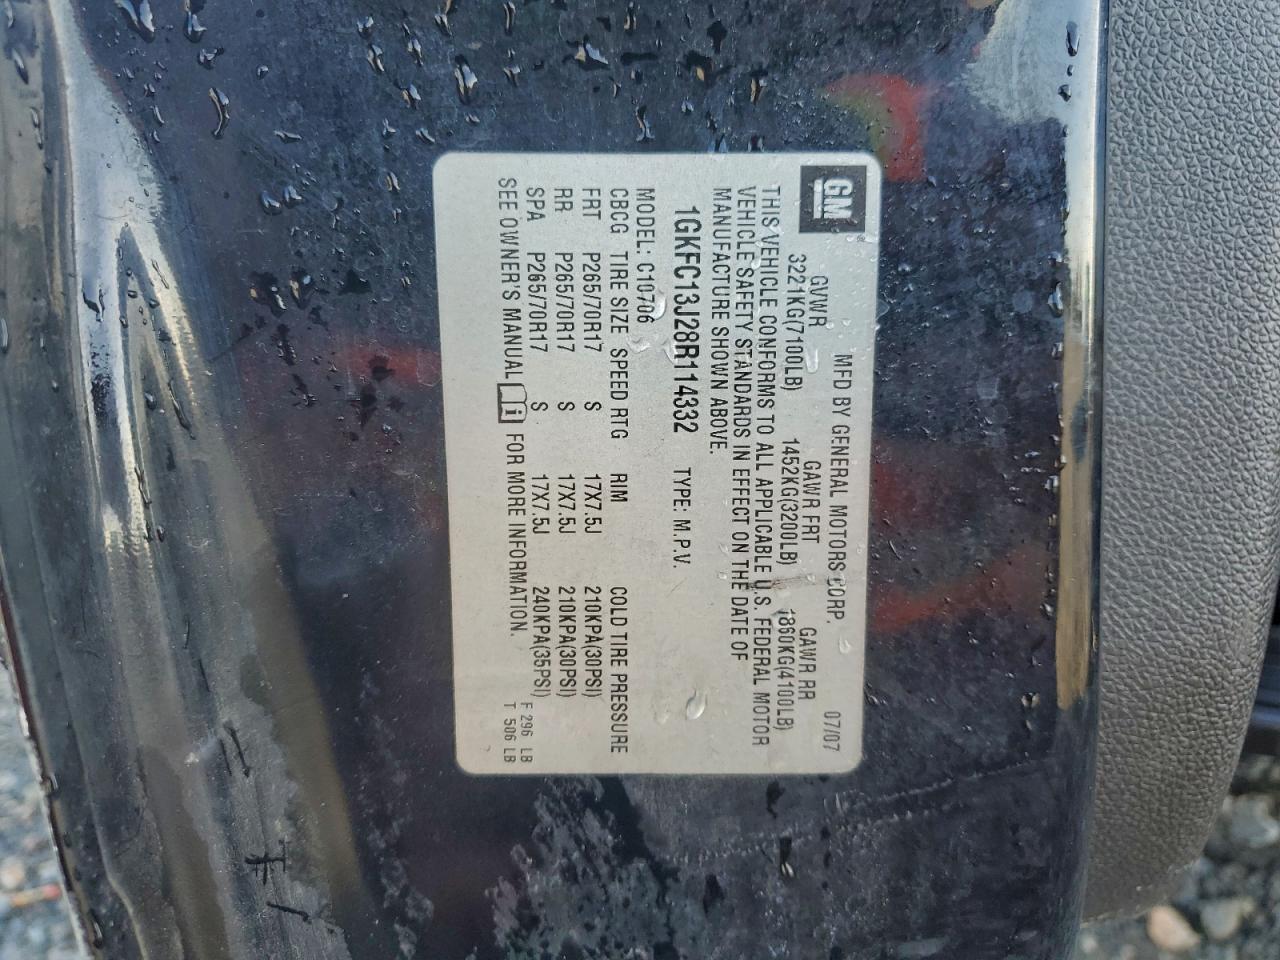 GM
MFD BY GENERAL MOTORS CORP. 07/07
GVWR GAWR FRT GAWR RR
3221KG(7100LB) 1452KG(3200LB) 1860KG(4100LB)
THIS VEHICLE CONFORMS TO ALL APPLICABLE U.S. FEDERAL MOTOR
VEHICLE SAFETY STANDARDS IN EFFECT ON THE DATE OF
MANUFACTURE SHOWN ABOVE.
1GKFC13J28R114332 TYPE: M.P.V.
MODEL: C10706
CBCG TIRE SIZE SPEED RTG RIM COLD TIRE PRESSURE
FRT P265/70R17 S 17X7.5J 210KPA(30PSI)
RR P265/70R17 S 17X7.5J 210KPA(30PSI)
SPA P265/70R17 S 17X7.5J 240KPA(35PSI)
SEE OWNER'S MANUAL i FOR MORE INFORMATION.
F 296 LB
T 506 LB